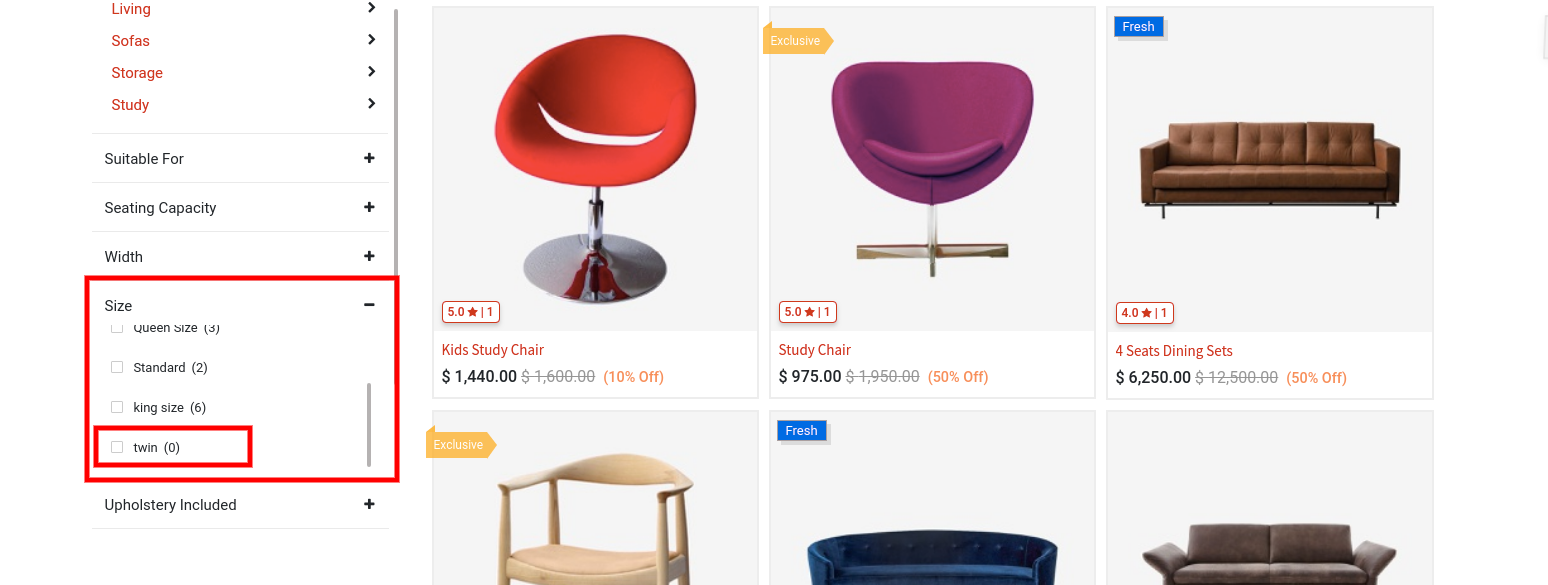 Living
Sofas
Storage
Study
Suitable For
Seating Capacity
Width
Size
Queen Size (3)
Standard (2)
king size (6)
twin (0)
Upholstery Included
5.0 ★ | 1
Kids Study Chair
$ 1,440.00 $ 1,600.00 (10% Off)
Exclusive
5.0 ★ | 1
Study Chair
$ 975.00 $ 1,950.00 (50% Off)
Fresh
4.0 ★ | 1
4 Seats Dining Sets
$ 6,250.00 $ 12,500.00 (50% Off)
Exclusive
Fresh